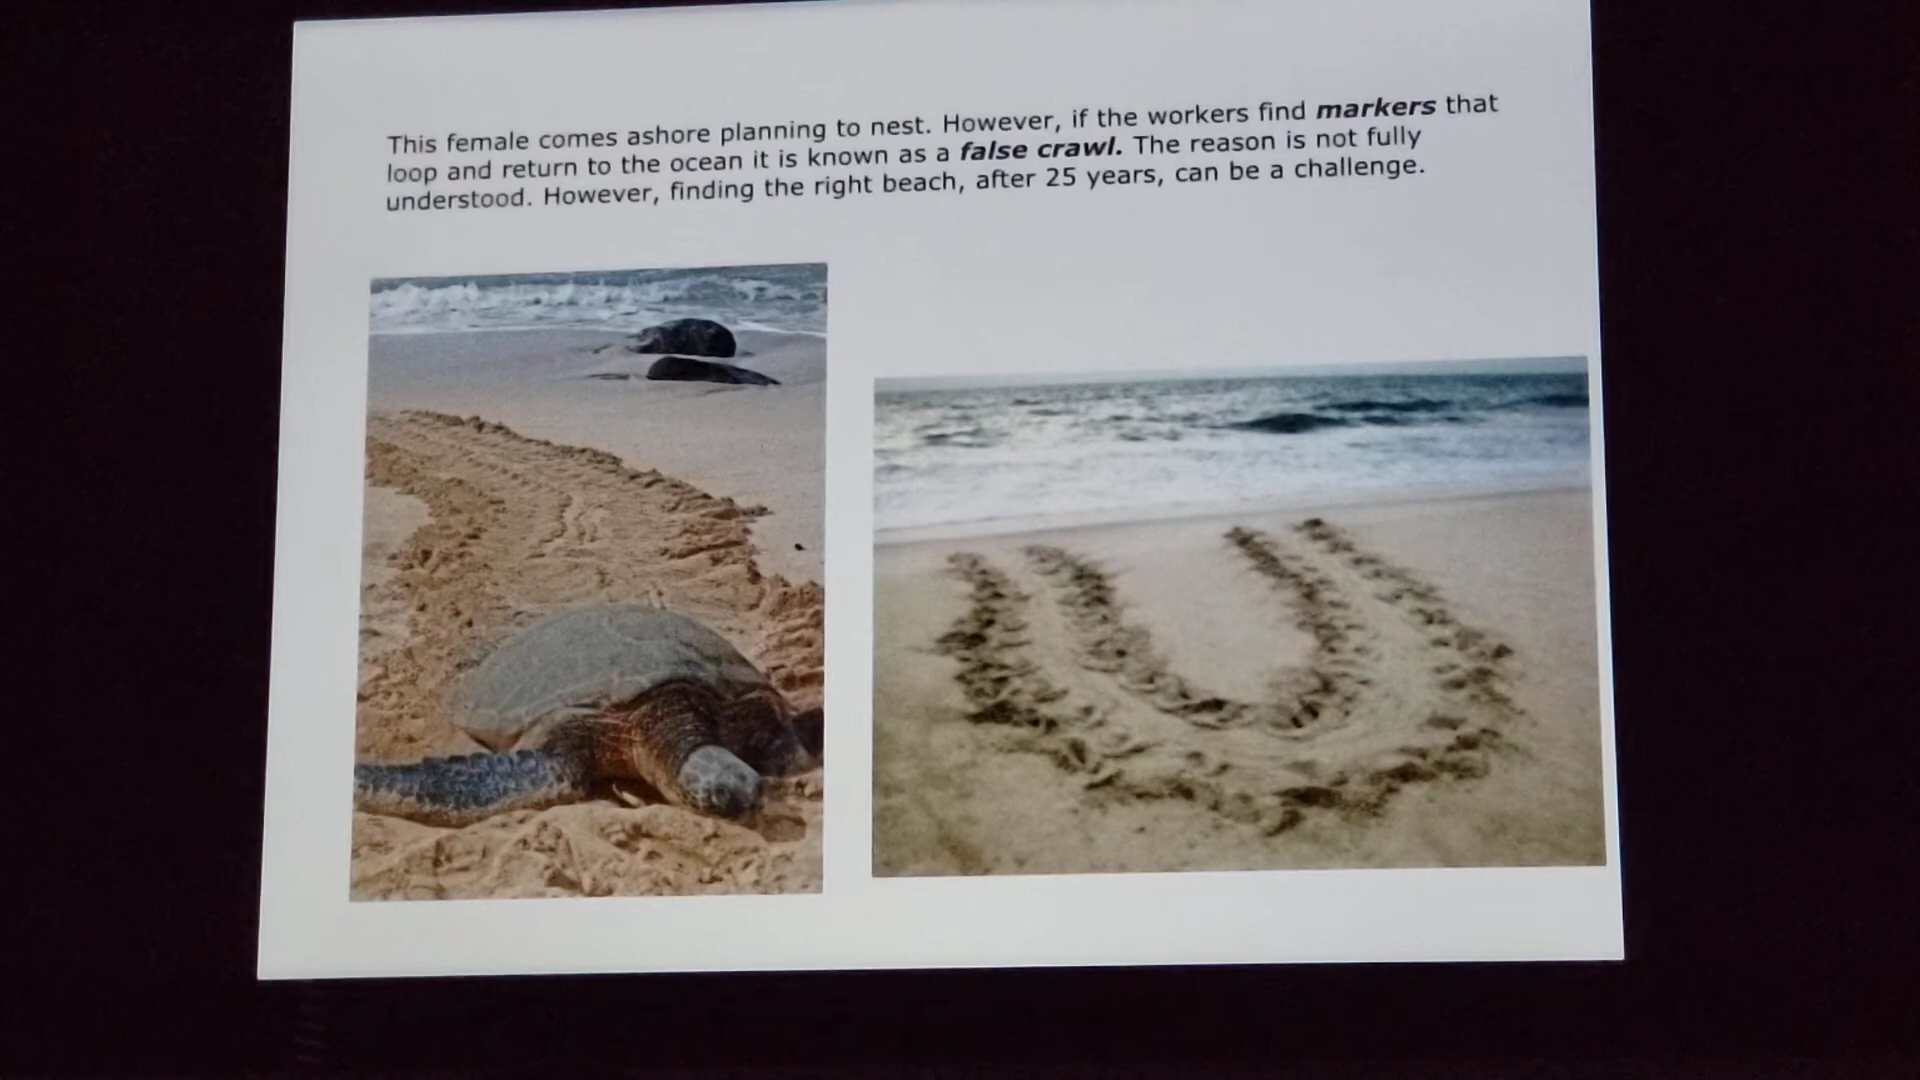 This female comes ashore planning to nest. However, if the workers find markers that
loop and return to the ocean it is known as a false crawl. The reason is not fully
understood. However, finding the right beach, after 25 years, can be a challenge.